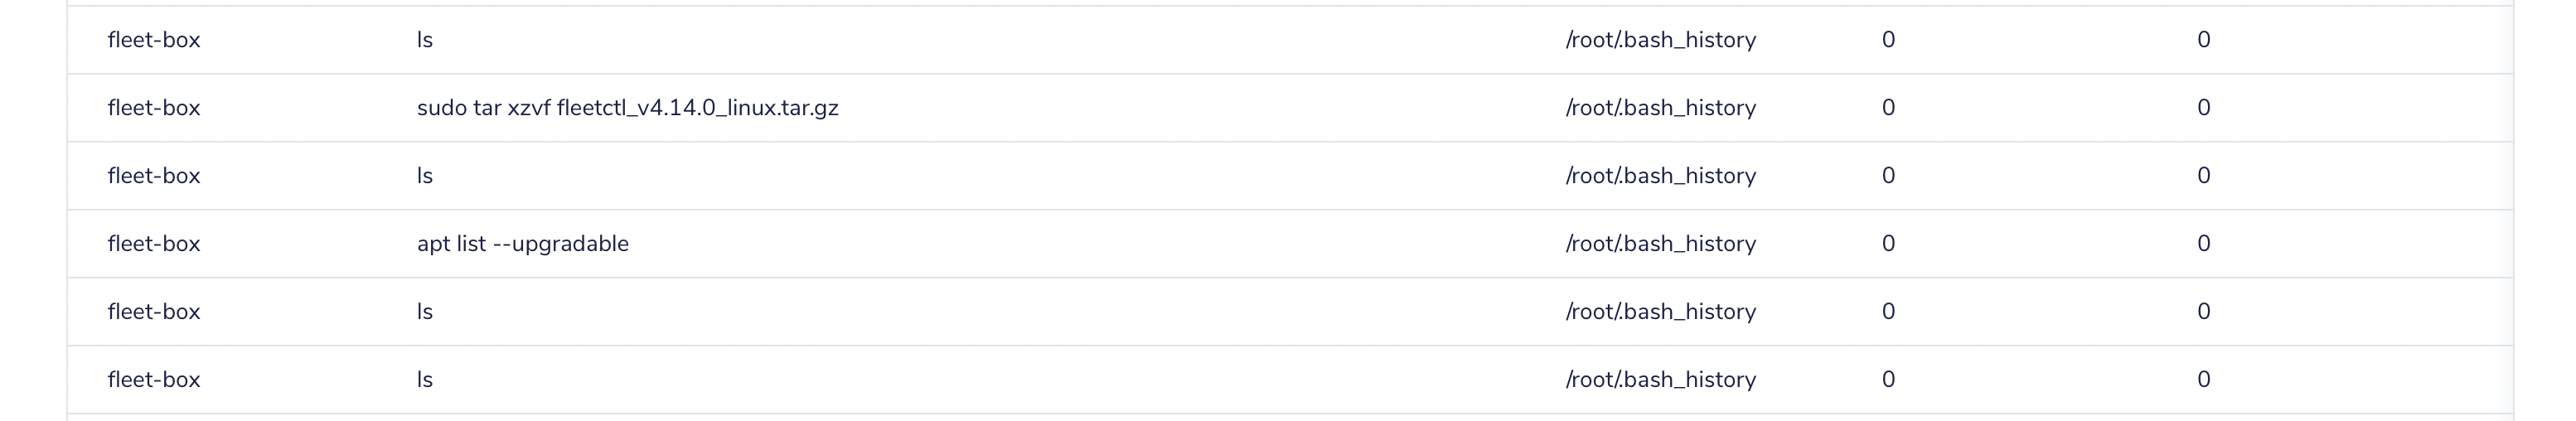 fleet-box ls /root/.bash_history 0 0
fleet-box sudo tar xzvf fleetctl_v4.14.0_linux.tar.gz /root/.bash_history 0 0
fleet-box ls /root/.bash_history 0 0
fleet-box apt list --upgradable /root/.bash_history 0 0
fleet-box ls /root/.bash_history 0 0
fleet-box ls /root/.bash_history 0 0